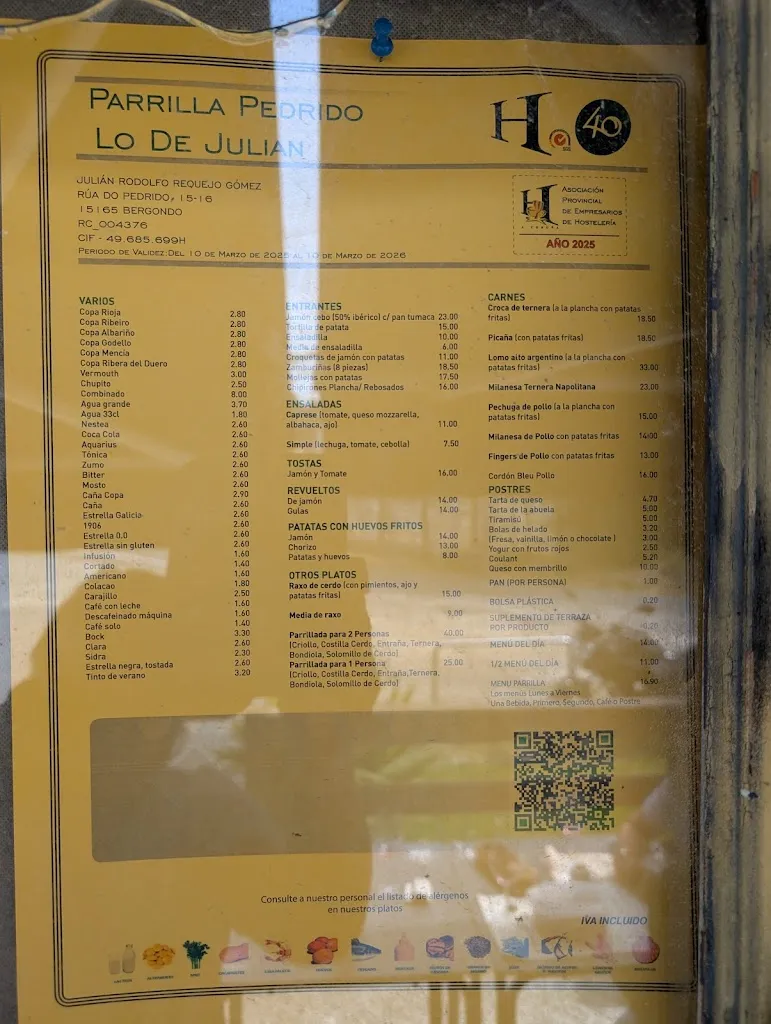 PARRILLA PEDRIDO
LO DE JULIAN
H
40
JULIÁN RODOLFO REQUEJO GÓMEZ
RÚA DO PEDRIDO, 15-16
15165 BERGONDO
RC_004376
CIF - 49.685.699H
PERIODO DE VALIDEZ:DEL 10 DE MARZO DE 2025 AL 10 DE MARZO DE 2026
H
ASOCIACIÓN
PROVINCIAL
DE EMPRESARIOS
DE HOSTELERÍA
AÑO 2025
VARIOS
Copa Rioja 2.80
Copa Ribeiro 2.80
Copa Albariño 2.80
Copa Godello 2.80
Copa Mencía 2.80
Copa Ribera del Duero 2.80
Vermouth 3.00
Chupito 2.50
Combinado 8.00
Agua grande 3.70
Agua 33cl 1.80
Nestea 2.60
Coca Cola 2.60
Aquarius 2.60
Tónica 2.60
Zumo 2.60
Bitter 2.60
Mosto 2.60
Caña Copa 2.90
Caña 2.60
Estrella Galicia 2.60
1906 2.60
Estrella 0,0 2.60
Estrella sin gluten 2.60
Infusión 1.60
Cortado 1.40
Americano 1.60
Colacao 1.80
Carajillo 2.50
Café con leche 1.60
Descafeinado máquina 1.60
Café solo 1.40
Bock 3.30
Clara 2.60
Sidra 2.30
Estrella negra, tostada 2.60
Tinto de verano 3.20
ENTRANTES
Jamón cebo (50% ibérico) c/ pan tumaca 23.00
Tortilla de patata 15.00
Ensaladilla 10.00
Media de ensaladilla 6.00
Croquetas de jamón con patatas 11.00
Zamburiñas (8 piezas) 18,50
Mollejas con patatas 17,50
Chipirones Plancha/ Rebosados 16,00
ENSALADAS
Caprese (tomate, queso mozzarella,
albahaca, ajo) 11.00
Simple (lechuga, tomate, cebolla) 7.50
TOSTAS
Jamón y Tomate 16,00
REVUELTOS
De jamón 14.00
Gulas 14.00
PATATAS CON HUEVOS FRITOS
Jamón 14,00
Chorizo 13,00
Patatas y huevos 8.00
OTROS PLATOS
Raxo de cerdo (con pimientos, ajo y
patatas fritas) 15.00
Media de raxo 9,00
Parrillada para 2 Personas 40.00
(Criollo, Costilla Cerdo, Entraña, Ternera,
Bondiola, Solomillo de Cerdo)
Parrillada para 1 Persona 25.00
(Criollo, Costilla Cerdo, Entraña,Ternera,
Bondiola, Solomillo de Cerdo)
CARNES
Croca de ternera (a la plancha con patatas
fritas) 18.50
Picaña (con patatas fritas) 18.50
Lomo alto argentino (a la plancha con
patatas fritas) 33.00
Milanesa Ternera Napolitana 23,00
Pechuga de pollo (a la plancha con
patatas fritas) 15.00
Milanesa de Pollo con patatas fritas 14.00
Fingers de Pollo con patatas fritas 13.00
Cordón Bleu Pollo 16.00
POSTRES
Tarta de queso 4.70
Tarta de la abuela 5,00
Tiramisú 5.00
Bolas de helado 3.20
(Fresa, vainilla, limón o chocolate) 3.00
Yogur con frutos rojos 2.50
Coulant 5.20
Queso con membrillo 10.00
PAN (POR PERSONA) 1.00
BOLSA PLÁSTICA 0.20
SUPLEMENTO DE TERRAZA
POR PRODUCTO 0.20
MENÚ DEL DÍA 14.00
1/2 MENÚ DEL DÍA 11.00
MENU PARRILLA 16.90
Los menus Lunes a Viernes
Una Bebida, Primero, Segundo, Café o Postre
Consulte a nuestro personal el listado de alérgenos
en nuestros platos
IVA INCLUIDO